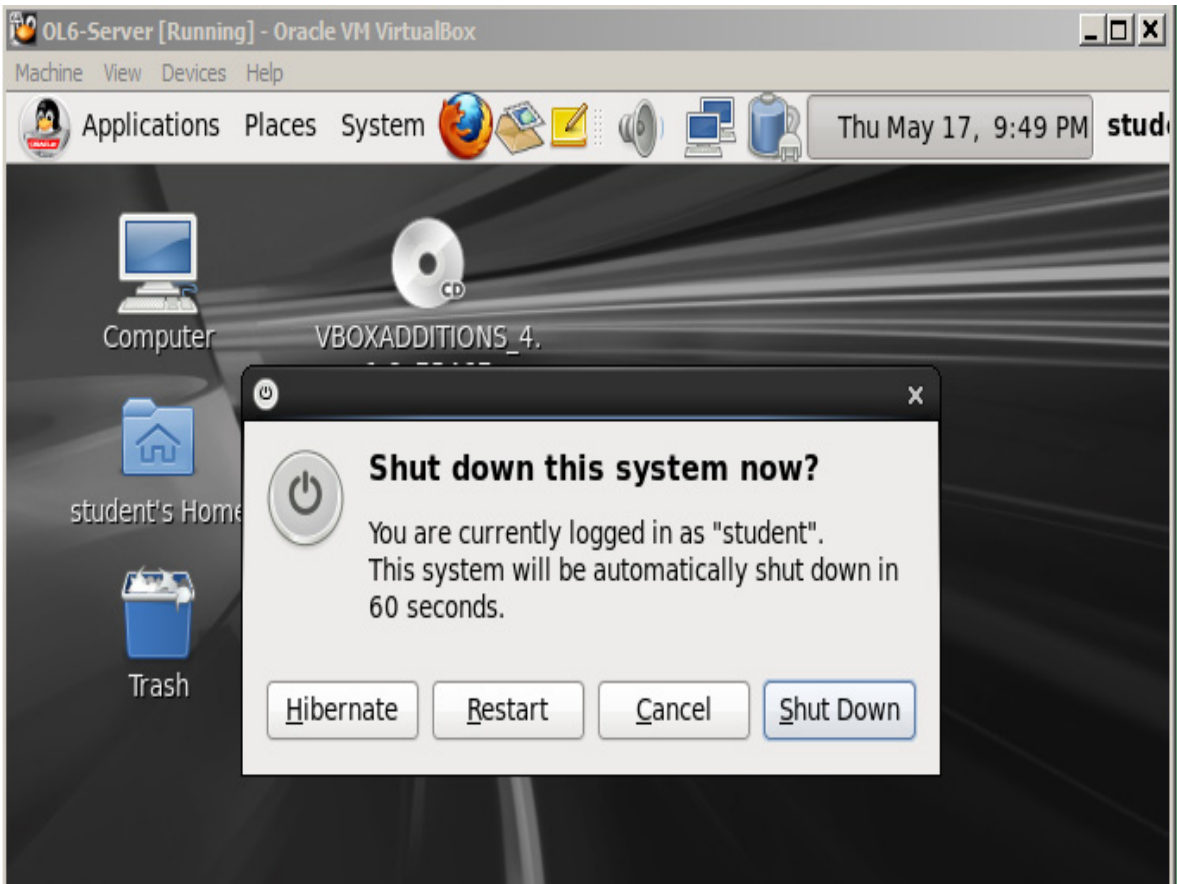 OL6-Server [Running] - Oracle VM VirtualBox
Machine View Devices Help
Applications Places System Thu May 17, 9:49 PM stud
Computer
VBOXADDITIONS_4.
student's Home
Trash
Shut down this system now?
You are currently logged in as "student".
This system will be automatically shut down in
60 seconds.
Hibernate Restart Cancel Shut Down